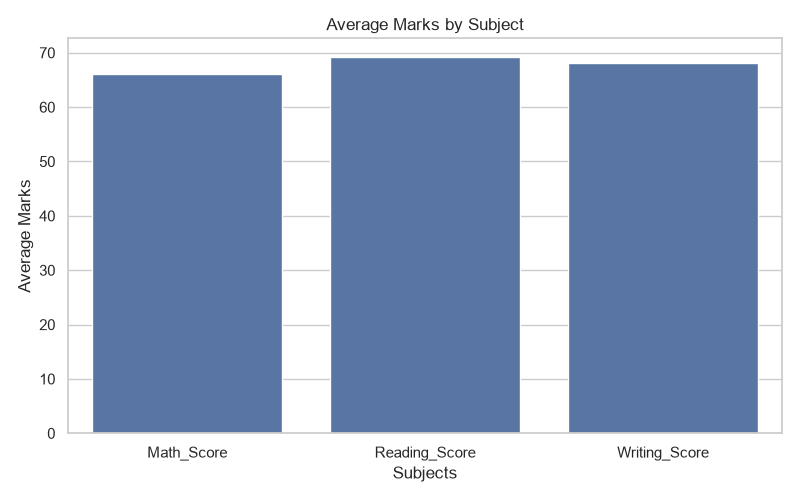 Average Marks by Subject
70
60
50
40
30
20
10
0
Average Marks
Math_Score
Reading_Score
Writing_Score
Subjects